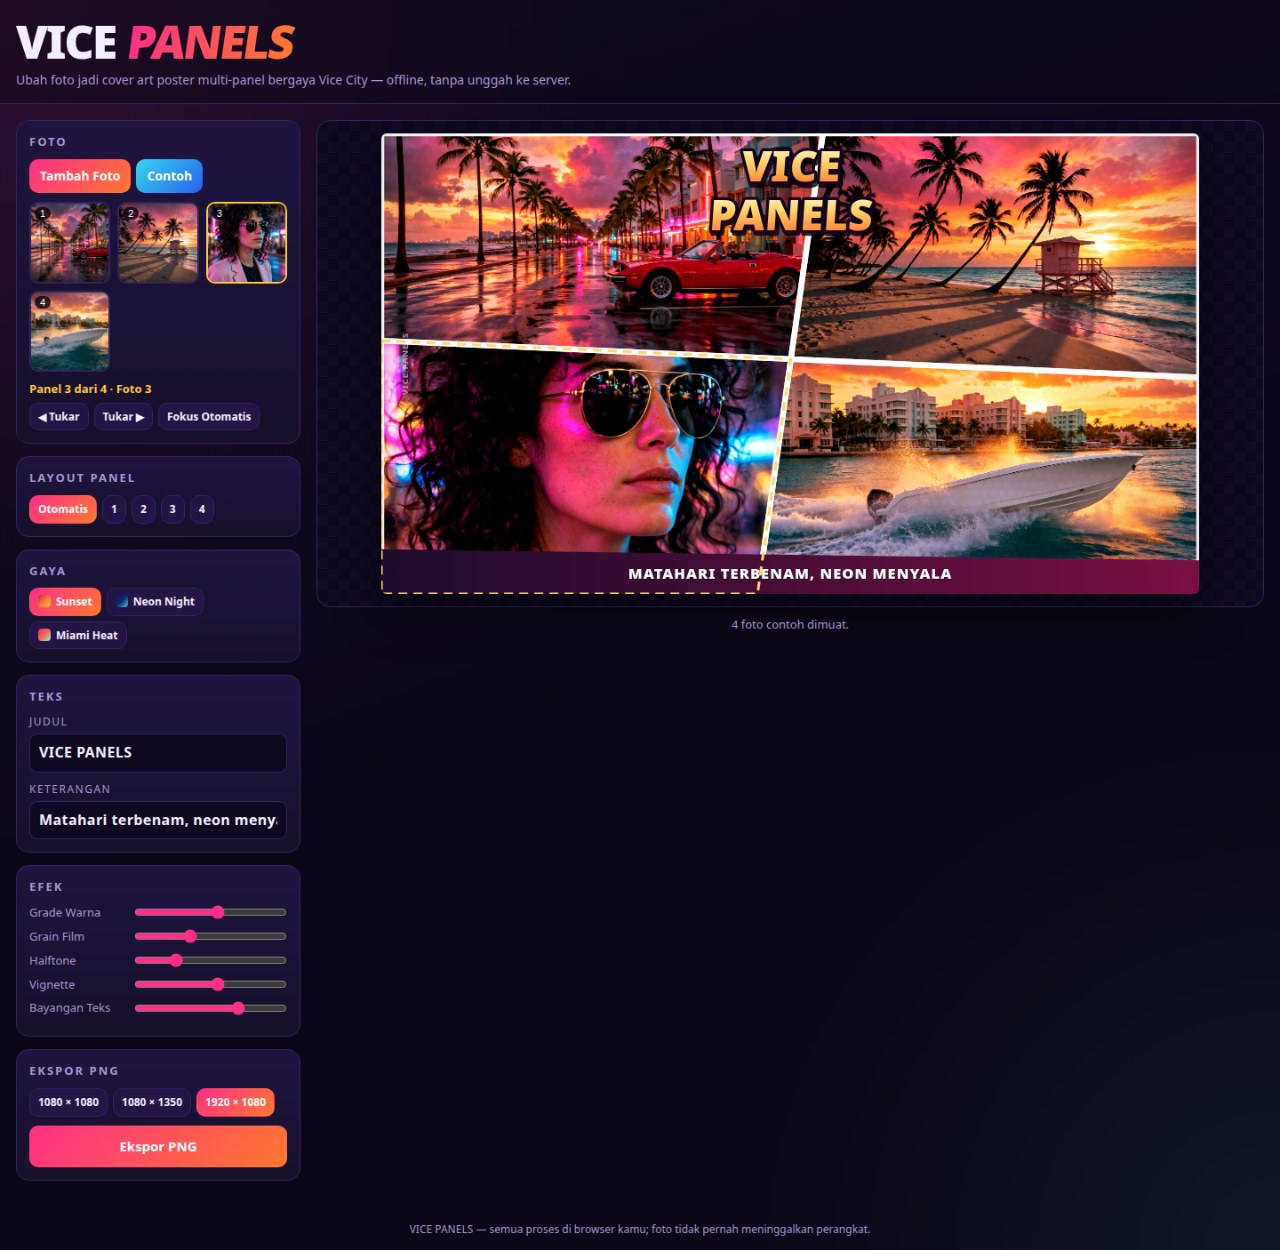 VICE PANELS
Ubah foto jadi cover art poster multi-panel bergaya Vice City — offline, tanpa unggah ke server.
FOTO
Tambah Foto
Contoh
1
2
3
4
Panel 3 dari 4 · Foto 3
◀ Tukar
Tukar ▶
Fokus Otomatis
LAYOUT PANEL
Otomatis
1
2
3
4
GAYA
Sunset
Neon Night
Miami Heat
TEKS
JUDUL
VICE PANELS
KETERANGAN
Matahari terbenam, neon menya
EFEK
Grade Warna
Grain Film
Halftone
Vignette
Bayangan Teks
EKSPOR PNG
1080 × 1080
1080 × 1350
1920 × 1080
Ekspor PNG
VICE
PANELS
VICE PANELS
MATAHARI TERBENAM, NEON MENYALA
4 foto contoh dimuat.
VICE PANELS — semua proses di browser kamu; foto tidak pernah meninggalkan perangkat.